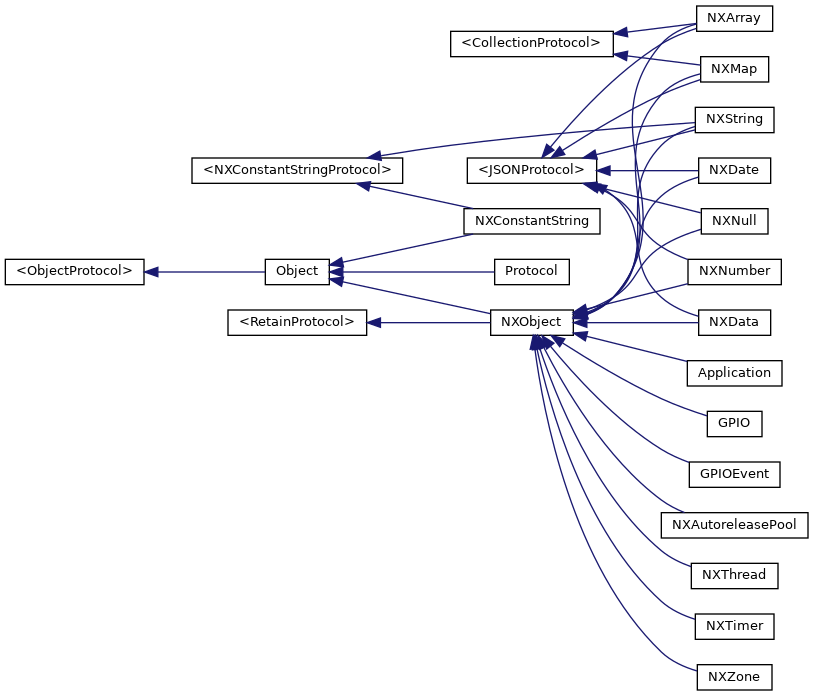 NXArray
<CollectionProtocol>
NXMap
NXString
<NXConstantStringProtocol>
<JSONProtocol>
NXDate
NXConstantString
NXNull
<ObjectProtocol>
Object
Protocol
NXNumber
<RetainProtocol>
NXObject
NXData
Application
GPIO
GPIOEvent
NXAutoreleasePool
NXThread
NXTimer
NXZone